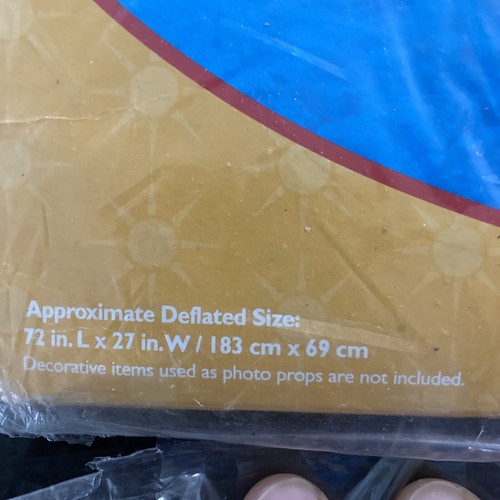 Approximate Deflated Size:
72 in. L x 27 in. W / 183 cm x 69 cm
Decorative items used as photo props are not included.